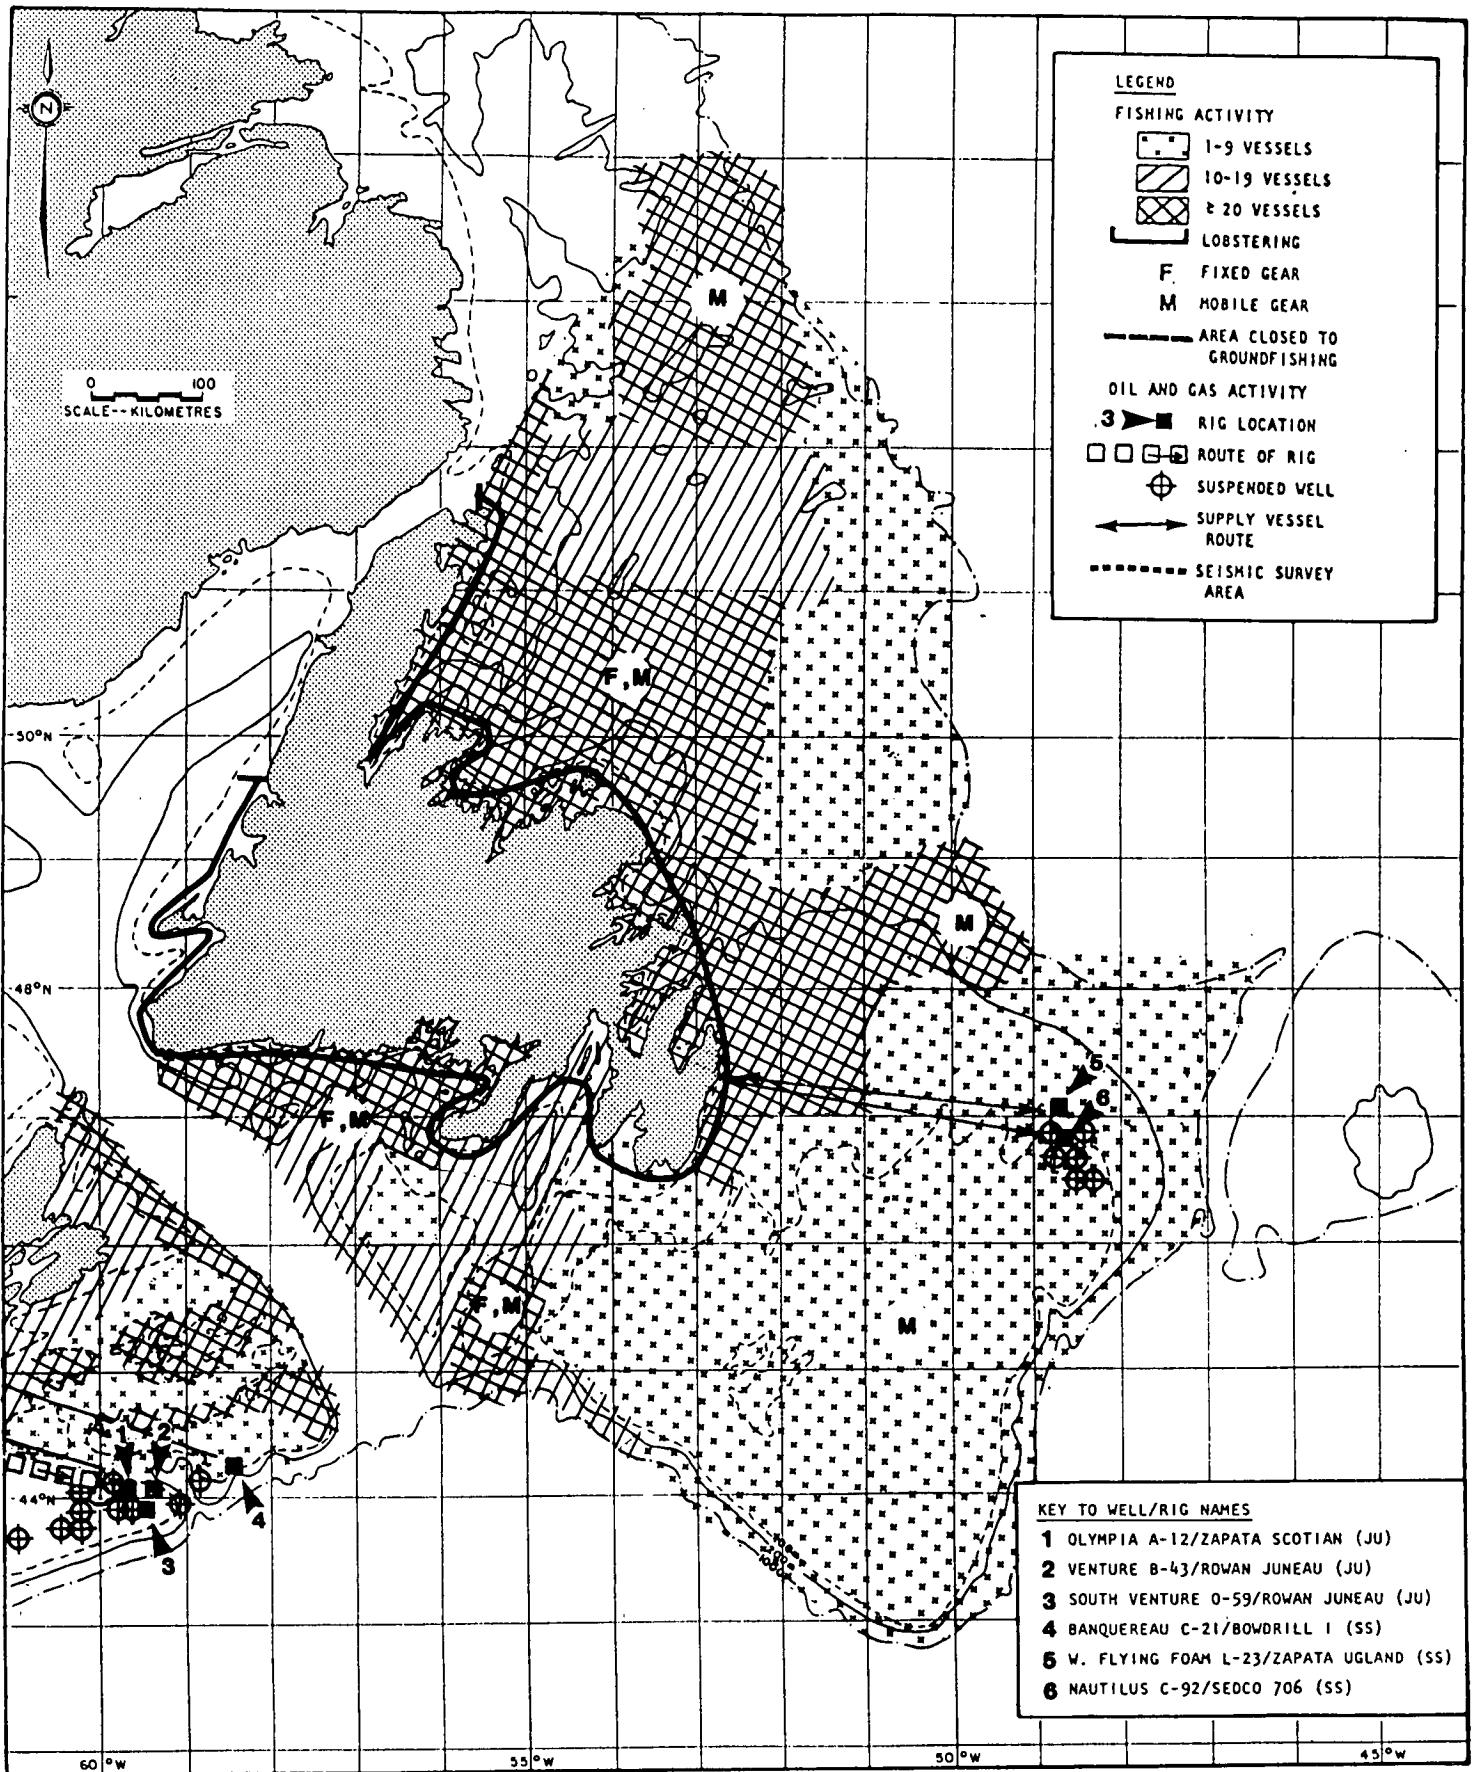 N
LEGEND
FISHING ACTIVITY
1-9 VESSELS
10-19 VESSELS
≥ 20 VESSELS
LOBSTERING
F FIXED GEAR
M MOBILE GEAR
AREA CLOSED TO
GROUNDFISHING
OIL AND GAS ACTIVITY
.3 RIG LOCATION
ROUTE OF RIG
SUSPENDED WELL
SUPPLY VESSEL
ROUTE
SEISMIC SURVEY
AREA
0 100
SCALE--KILOMETRES
M
F,M
50°N
M
48°N
5
6
F,M
F,M
M
1 2
44°N
4
3
200m
1000m
KEY TO WELL/RIG NAMES
1 OLYMPIA A-12/ZAPATA SCOTIAN (JU)
2 VENTURE B-43/ROWAN JUNEAU (JU)
3 SOUTH VENTURE O-59/ROWAN JUNEAU (JU)
4 BANQUEREAU C-21/BOWDRILL I (SS)
5 W. FLYING FOAM L-23/ZAPATA UGLAND (SS)
6 NAUTILUS C-92/SEDCO 706 (SS)
60°W 55°W 50°W 45°W